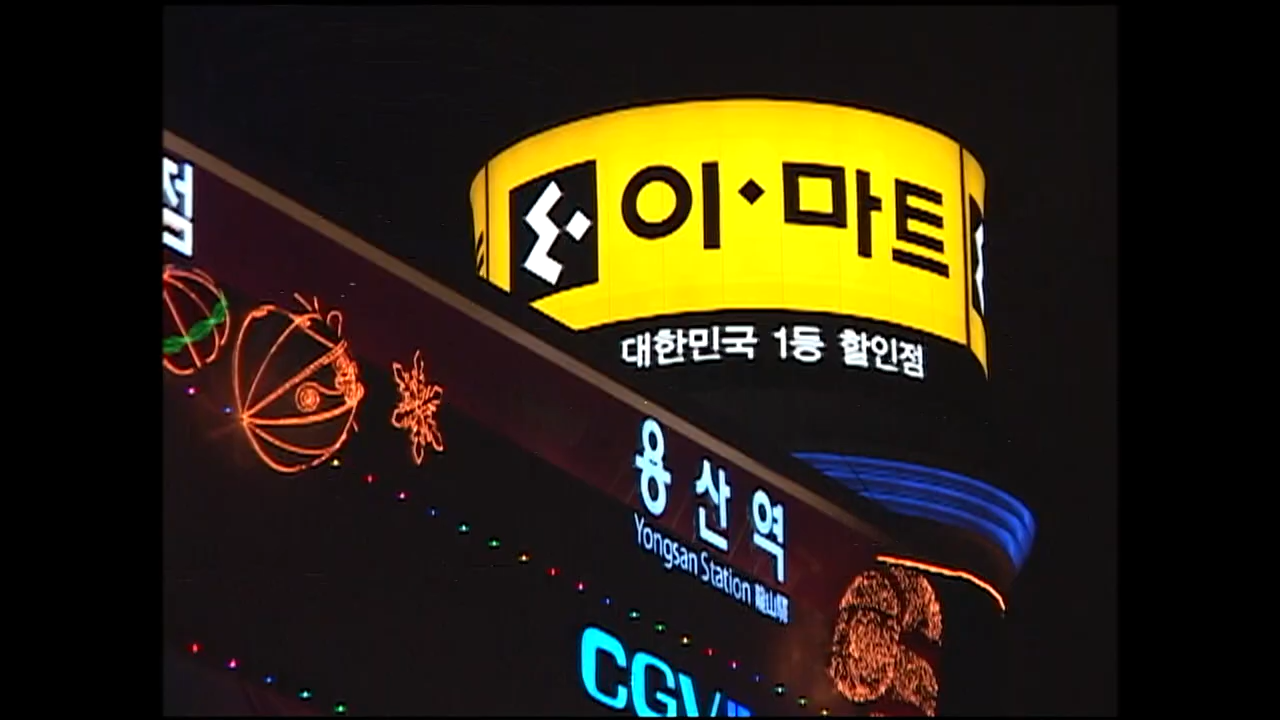 이·마트
대한민국 1등 할인점
점
용산역
Yongsan Station 龍山驛
CGV